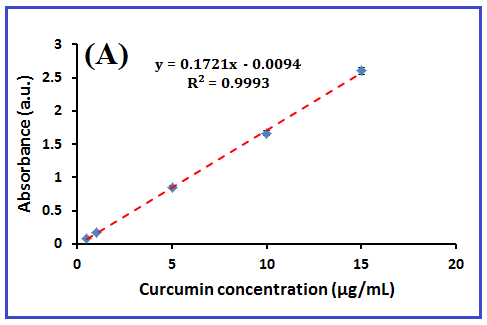 (A)
y = 0.1721x - 0.0094
R² = 0.9993
Absorbance (a.u.)
3
2.5
2
1.5
1
0.5
0
0 5 10 15 20
Curcumin concentration (µg/mL)